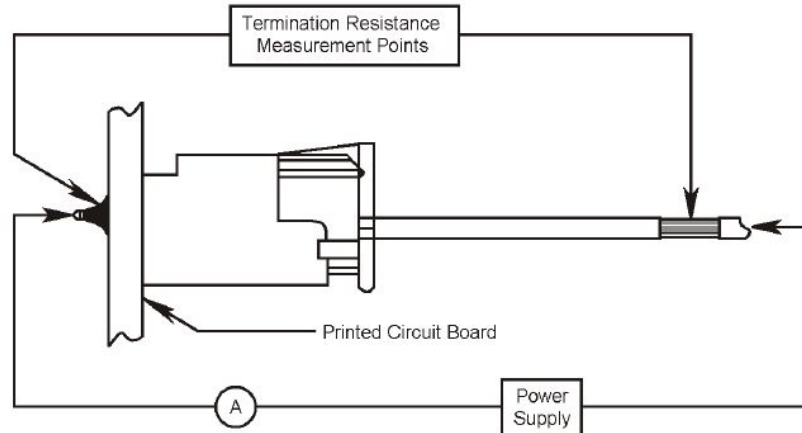 Termination Resistance
Measurement Points
Printed Circuit Board
A
Power
Supply